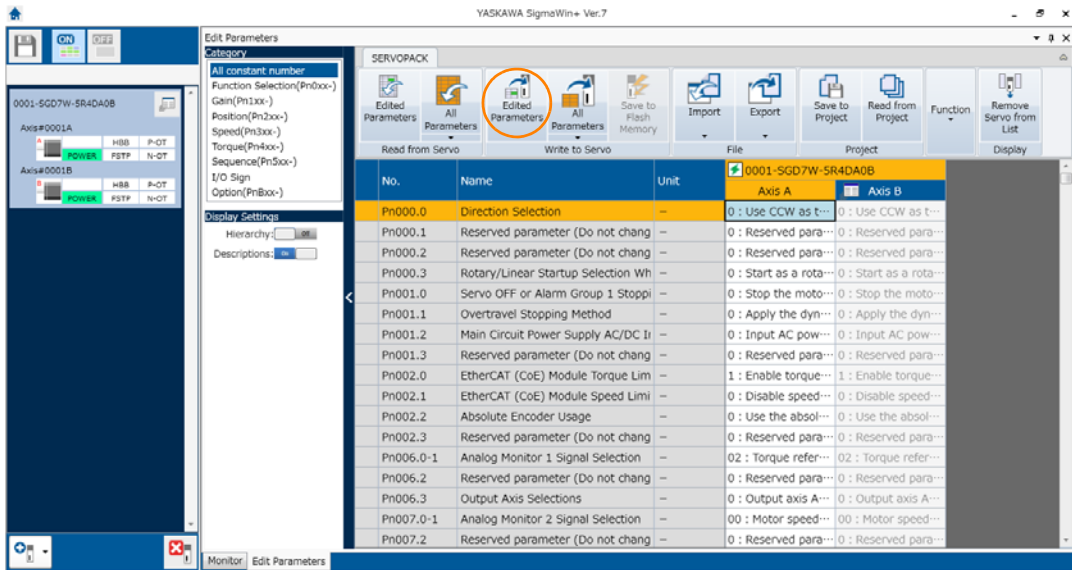 YASKAWA SigmaWin+ Ver.7
ON
OFF
0001-SGD7W-5R4DA0B
Axis#0001A
A
HBB
P-OT
POWER
FSTP
N-OT
Axis#0001B
B
HBB
P-OT
POWER
FSTP
N-OT
Edit Parameters
Category
All constant number
Function Selection(Pn0xx-)
Gain(Pn1xx-)
Position(Pn2xx-)
Speed(Pn3xx-)
Torque(Pn4xx-)
Sequence(Pn5xx-)
I/O Sign
Option(PnBxx-)
Display Settings
Hierarchy: Off
Descriptions: On
SERVOPACK
Edited Parameters
All Parameters
Read from Servo
Edited Parameters
All Parameters
Save to Flash Memory
Write to Servo
Import
Export
File
Save to Project
Read from Project
Project
Function
Remove Servo from List
Display
No. Name Unit 0001-SGD7W-5R4DA0B
Axis A Axis B
Pn000.0 Direction Selection – 0 : Use CCW as t··· 0 : Use CCW as t···
Pn000.1 Reserved parameter (Do not chang – 0 : Reserved para··· 0 : Reserved para···
Pn000.2 Reserved parameter (Do not chang – 0 : Reserved para··· 0 : Reserved para···
Pn000.3 Rotary/Linear Startup Selection Wh – 0 : Start as a rota··· 0 : Start as a rota···
Pn001.0 Servo OFF or Alarm Group 1 Stoppi – 0 : Stop the moto··· 0 : Stop the moto···
Pn001.1 Overtravel Stopping Method – 0 : Apply the dyn··· 0 : Apply the dyn···
Pn001.2 Main Circuit Power Supply AC/DC I – 0 : Input AC pow··· 0 : Input AC pow···
Pn001.3 Reserved parameter (Do not chang – 0 : Reserved para··· 0 : Reserved para···
Pn002.0 EtherCAT (CoE) Module Torque Lim – 1 : Enable torque··· 1 : Enable torque···
Pn002.1 EtherCAT (CoE) Module Speed Limi – 0 : Disable speed··· 0 : Disable speed···
Pn002.2 Absolute Encoder Usage – 0 : Use the absol··· 0 : Use the absol···
Pn002.3 Reserved parameter (Do not chang – 0 : Reserved para··· 0 : Reserved para···
Pn006.0-1 Analog Monitor 1 Signal Selection – 02 : Torque refer··· 02 : Torque refer···
Pn006.2 Reserved parameter (Do not chang – 0 : Reserved para··· 0 : Reserved para···
Pn006.3 Output Axis Selections – 0 : Output axis A··· 0 : Output axis A···
Pn007.0-1 Analog Monitor 2 Signal Selection – 00 : Motor speed··· 00 : Motor speed···
Pn007.2 Reserved parameter (Do not chang – 0 : Reserved para··· 0 : Reserved para···
Monitor
Edit Parameters